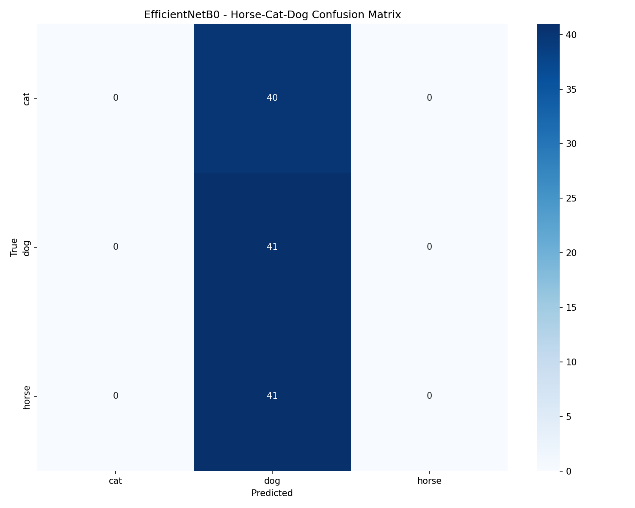 EfficientNetB0 - Horse-Cat-Dog Confusion Matrix
cat
0 40 0
True
dog
0 41 0
horse
0 41 0
cat dog horse
Predicted
40
35
30
25
20
15
10
5
0